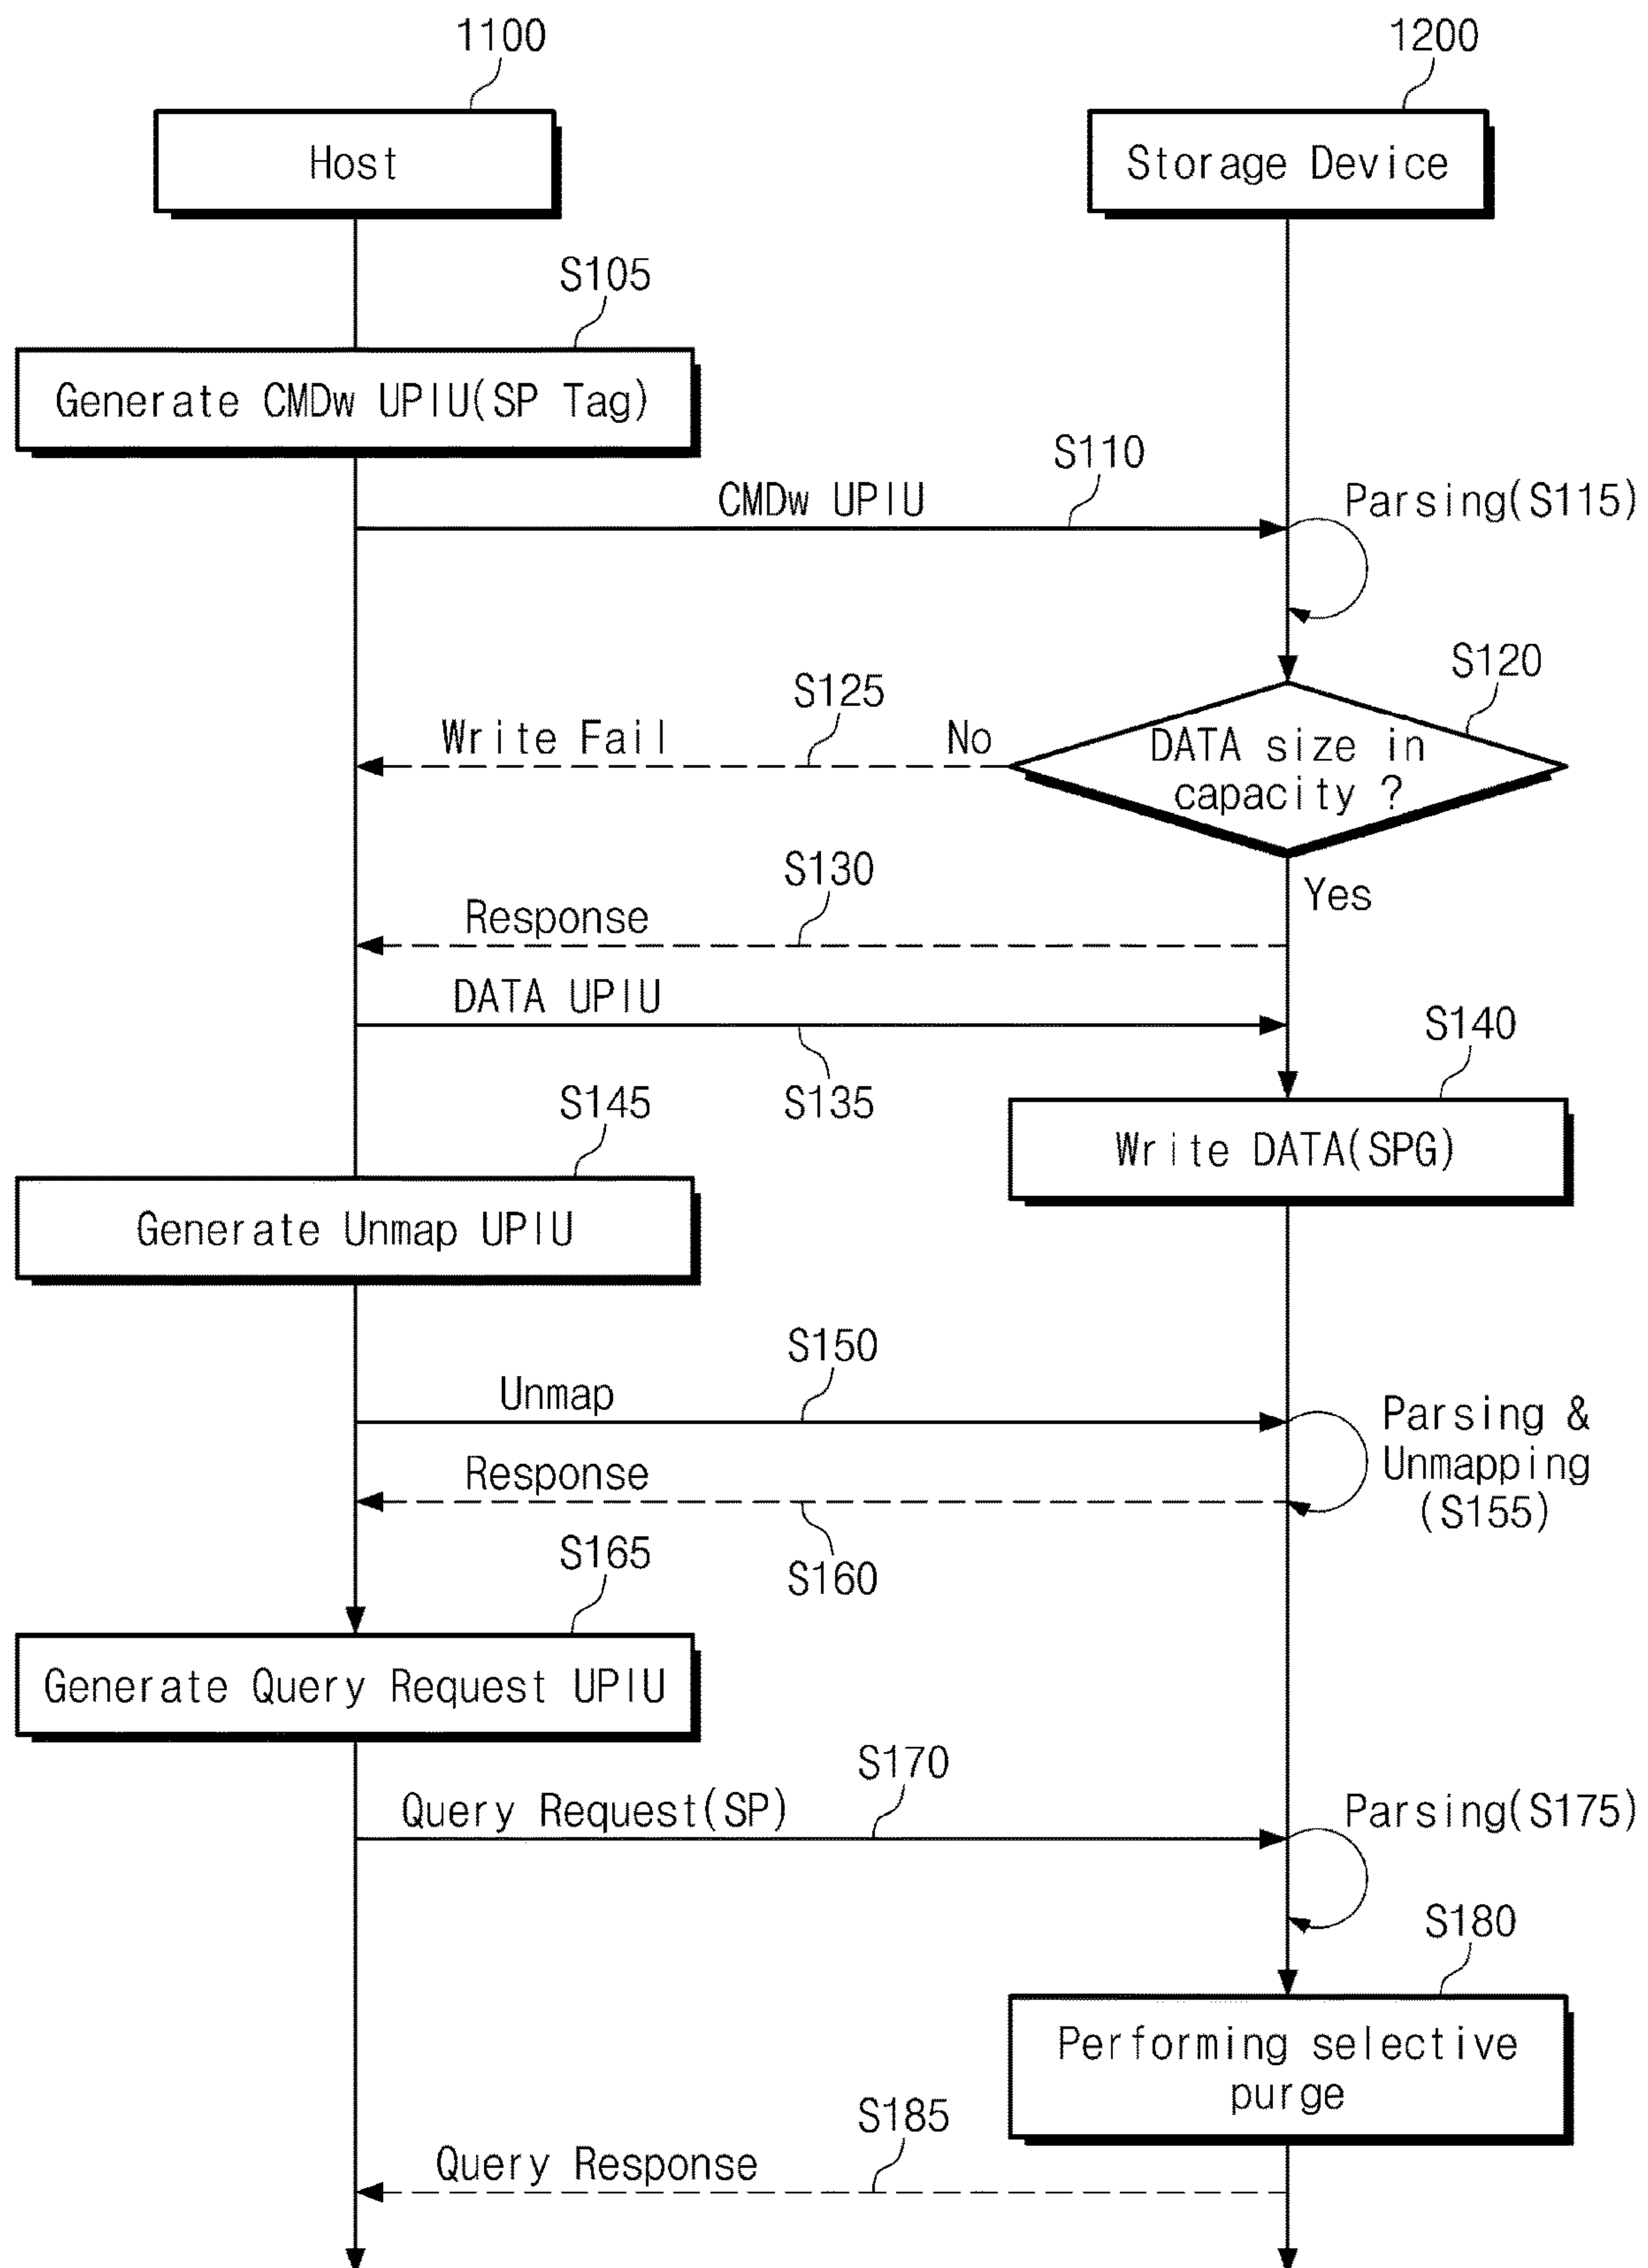 1100
1200
Host
Storage Device
S105
Generate CMDw UPIU(SP Tag)
S110
CMDw UPIU
Parsing(S115)
S120
S125
Write Fail
No
DATA size in
capacity ?
S130
Yes
Response
DATA UPIU
S140
S135
S145
Write DATA(SPG)
Generate Unmap UPIU
S150
Unmap
Parsing &
Unmapping
(S155)
Response
S160
S165
Generate Query Request UPIU
S170
Query Request(SP)
Parsing(S175)
S180
Performing selective
purge
S185
Query Response